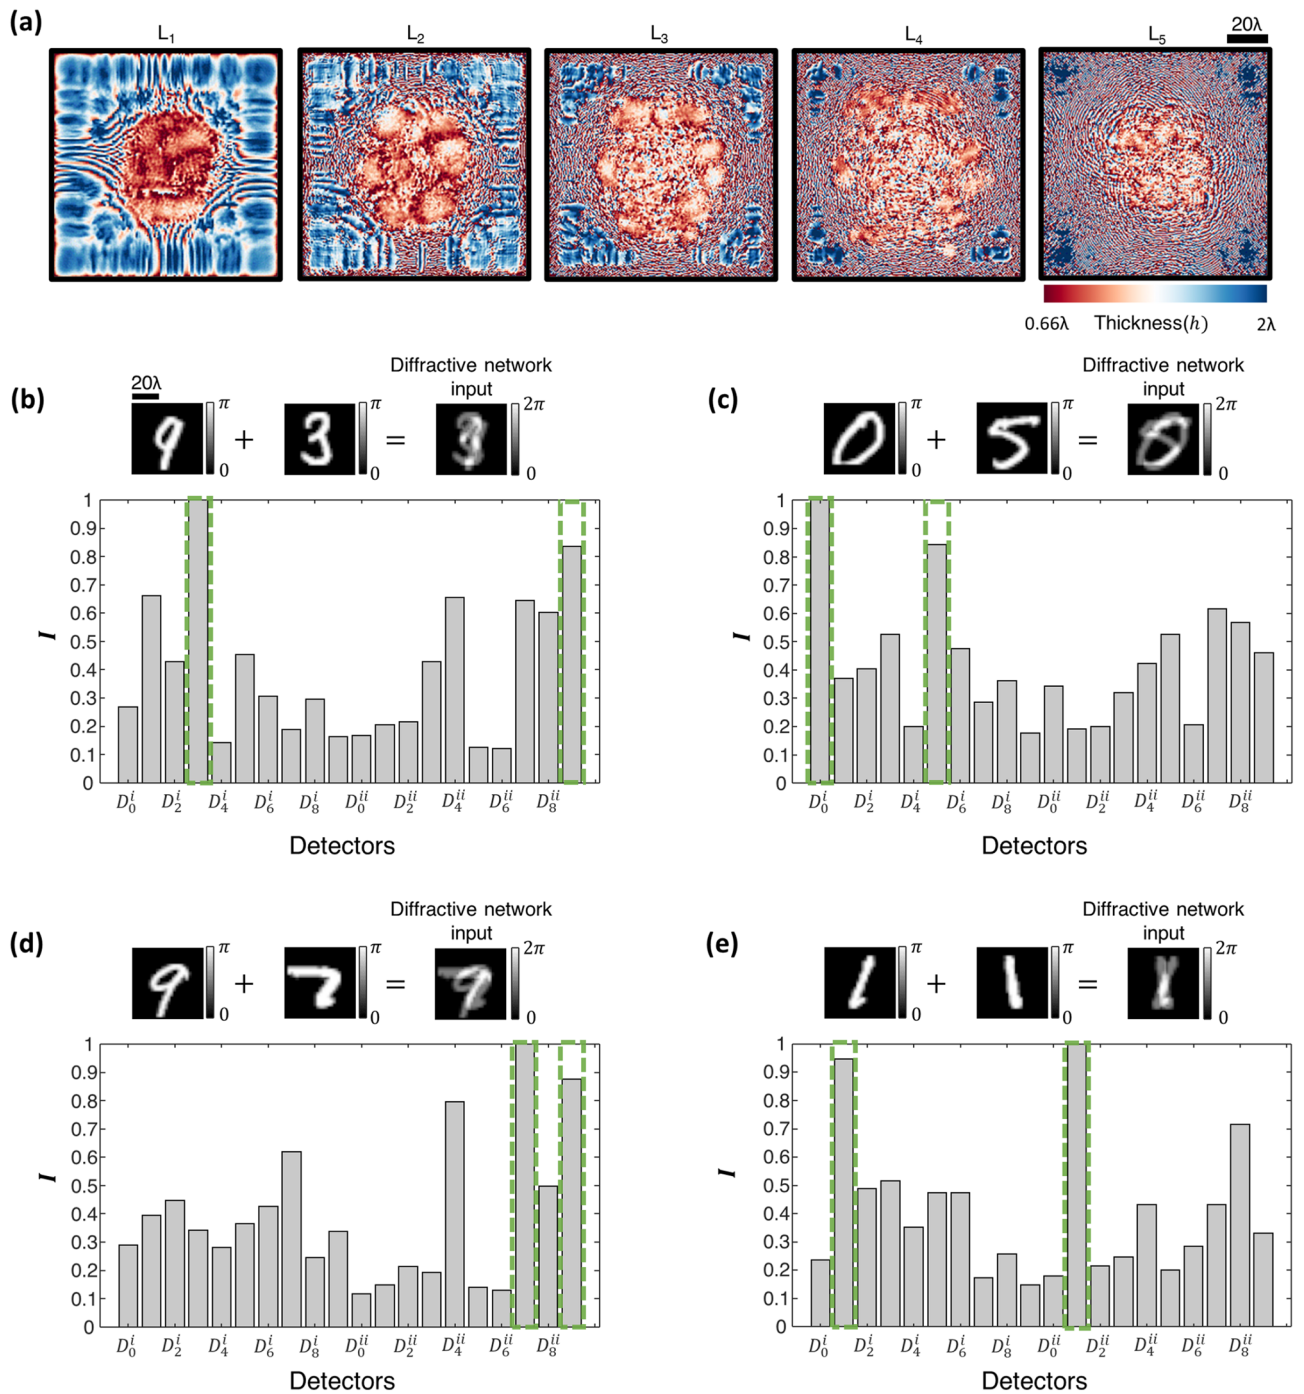 (a)
L₁ L₂ L₃ L₄ L₅
20λ
0.66λ Thickness(h) 2λ
(b)
20λ
Diffractive network
input
π
0
+
π
0
=
2π
0
1
0.9
0.8
0.7
0.6
0.5
0.4
0.3
0.2
0.1
0
I
D₀ⁱ D₂ⁱ D₄ⁱ D₆ⁱ D₈ⁱ D₀ⁱⁱ D₂ⁱⁱ D₄ⁱⁱ D₆ⁱⁱ D₈ⁱⁱ
Detectors
(c)
Diffractive network
input
π
0
+
π
0
=
2π
0
1
0.9
0.8
0.7
0.6
0.5
0.4
0.3
0.2
0.1
0
I
D₀ⁱ D₂ⁱ D₄ⁱ D₆ⁱ D₈ⁱ D₀ⁱⁱ D₂ⁱⁱ D₄ⁱⁱ D₆ⁱⁱ D₈ⁱⁱ
Detectors
(d)
Diffractive network
input
π
0
+
π
0
=
2π
0
1
0.9
0.8
0.7
0.6
0.5
0.4
0.3
0.2
0.1
0
I
D₀ⁱ D₂ⁱ D₄ⁱ D₆ⁱ D₈ⁱ D₀ⁱⁱ D₂ⁱⁱ D₄ⁱⁱ D₆ⁱⁱ D₈ⁱⁱ
Detectors
(e)
Diffractive network
input
π
0
+
π
0
=
2π
0
1
0.9
0.8
0.7
0.6
0.5
0.4
0.3
0.2
0.1
0
I
D₀ⁱ D₂ⁱ D₄ⁱ D₆ⁱ D₈ⁱ D₀ⁱⁱ D₂ⁱⁱ D₄ⁱⁱ D₆ⁱⁱ D₈ⁱⁱ
Detectors